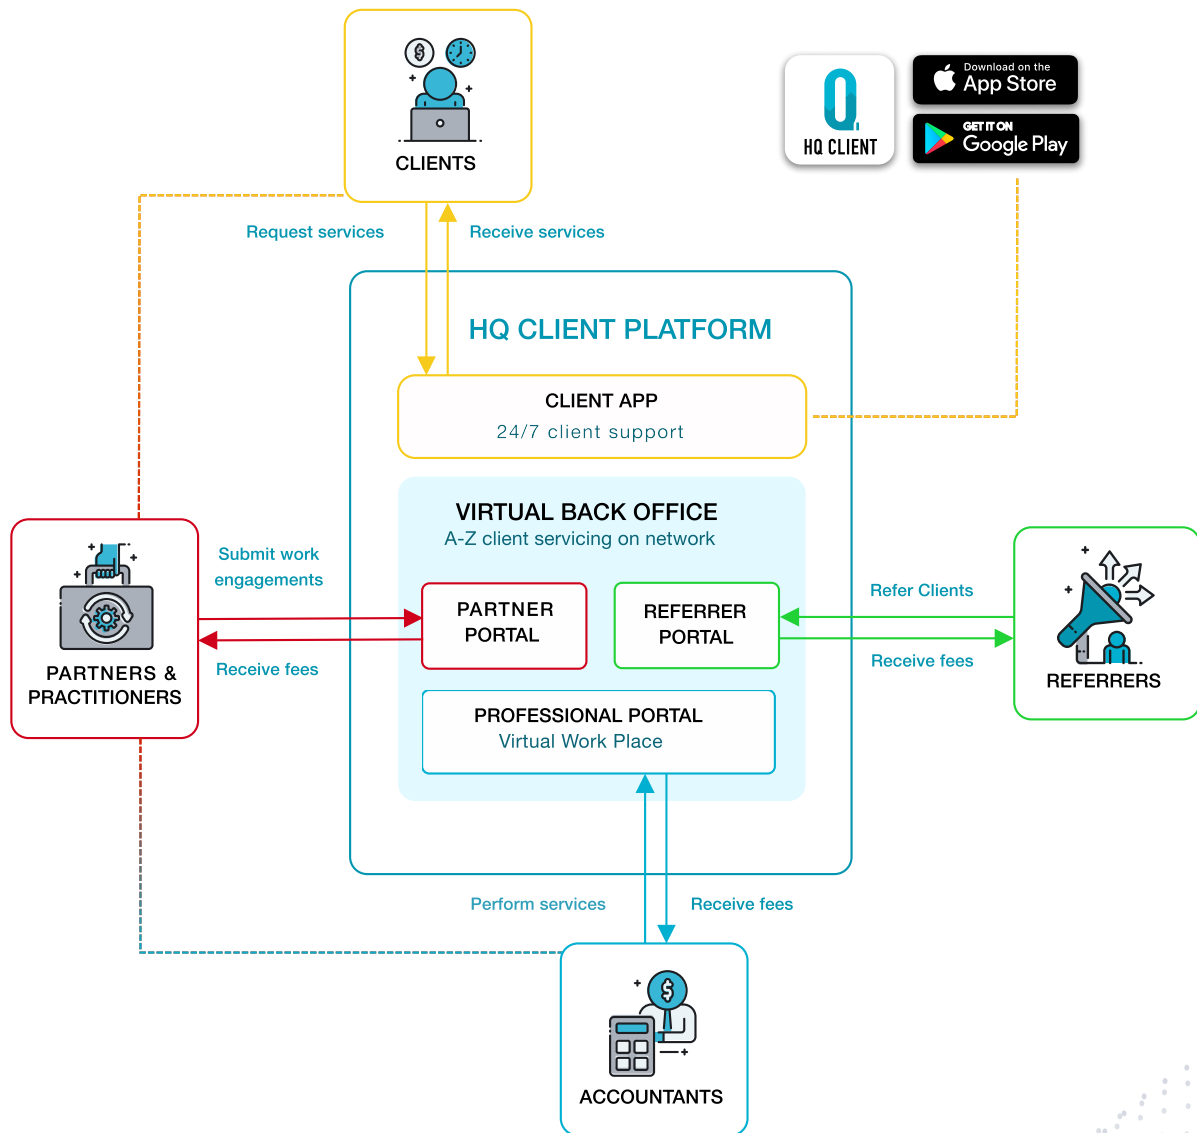 CLIENTS
HQ CLIENT
Download on the
App Store
GET IT ON
Google Play
Request services
Receive services
HQ CLIENT PLATFORM
CLIENT APP
24/7 client support
VIRTUAL BACK OFFICE
A-Z client servicing on network
Submit work
engagements
Receive fees
PARTNERS &
PRACTITIONERS
PARTNER
PORTAL
REFERRER
PORTAL
Refer Clients
Receive fees
REFERRERS
PROFESSIONAL PORTAL
Virtual Work Place
Perform services
Receive fees
ACCOUNTANTS